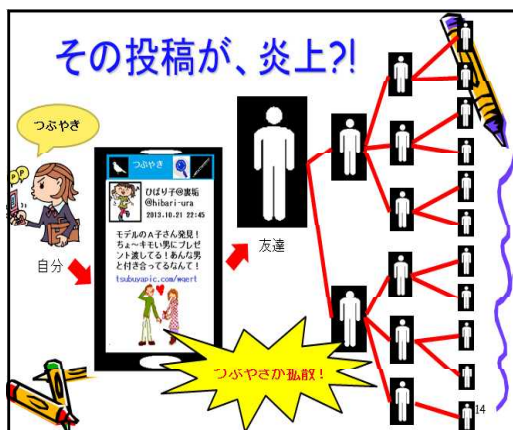 その投稿が、炎上?!
つぶやき
自分
つぶやき
ひばり子@裏垢
@hibari-ura
2013.10.21 22:45
モデルのA子さん発見！
ちょ～キモい男にプレゼ
ント渡してる！あんな男
と付き合ってるなんて！
tsubuyapic.com/wqert
友達
つぶやきが拡散！
14